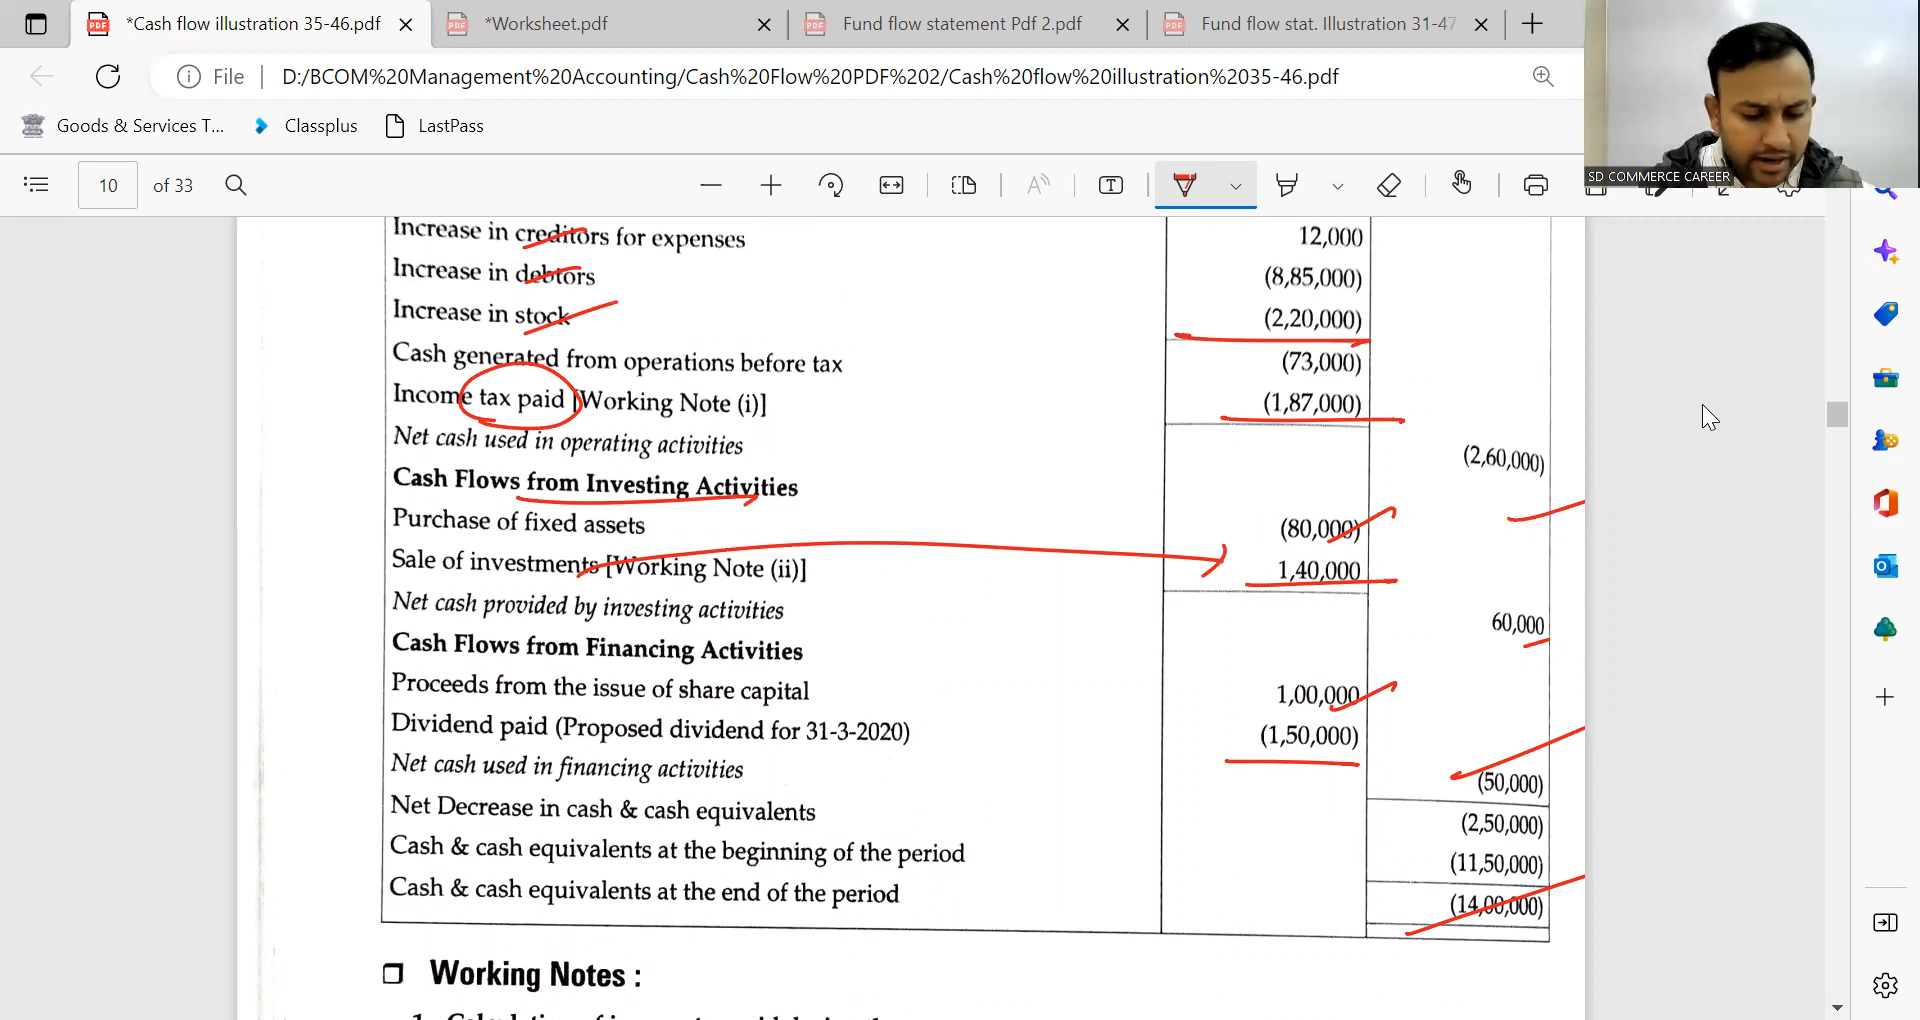 *Cash flow illustration 35-46.pdf
*Worksheet.pdf
Fund flow statement Pdf 2.pdf
Fund flow stat. Illustration 31-47
File
D:/BCOM%20Management%20Accounting/Cash%20Flow%20PDF%202/Cash%20flow%20illustration%2035-46.pdf
Goods & Services T...
Classplus
LastPass
SD COMMERCE CAREER
10 of 33
Increase in creditors for expenses 12,000
Increase in debtors (8,85,000)
Increase in stock (2,20,000)
Cash generated from operations before tax (73,000)
Income tax paid [Working Note (i)] (1,87,000)
Net cash used in operating activities (2,60,000)
Cash Flows from Investing Activities
Purchase of fixed assets (80,000)
Sale of investments [Working Note (ii)] 1,40,000
Net cash provided by investing activities 60,000
Cash Flows from Financing Activities
Proceeds from the issue of share capital 1,00,000
Dividend paid (Proposed dividend for 31-3-2020) (1,50,000)
Net cash used in financing activities (50,000)
Net Decrease in cash & cash equivalents (2,50,000)
Cash & cash equivalents at the beginning of the period (11,50,000)
Cash & cash equivalents at the end of the period (14,00,000)
Working Notes :